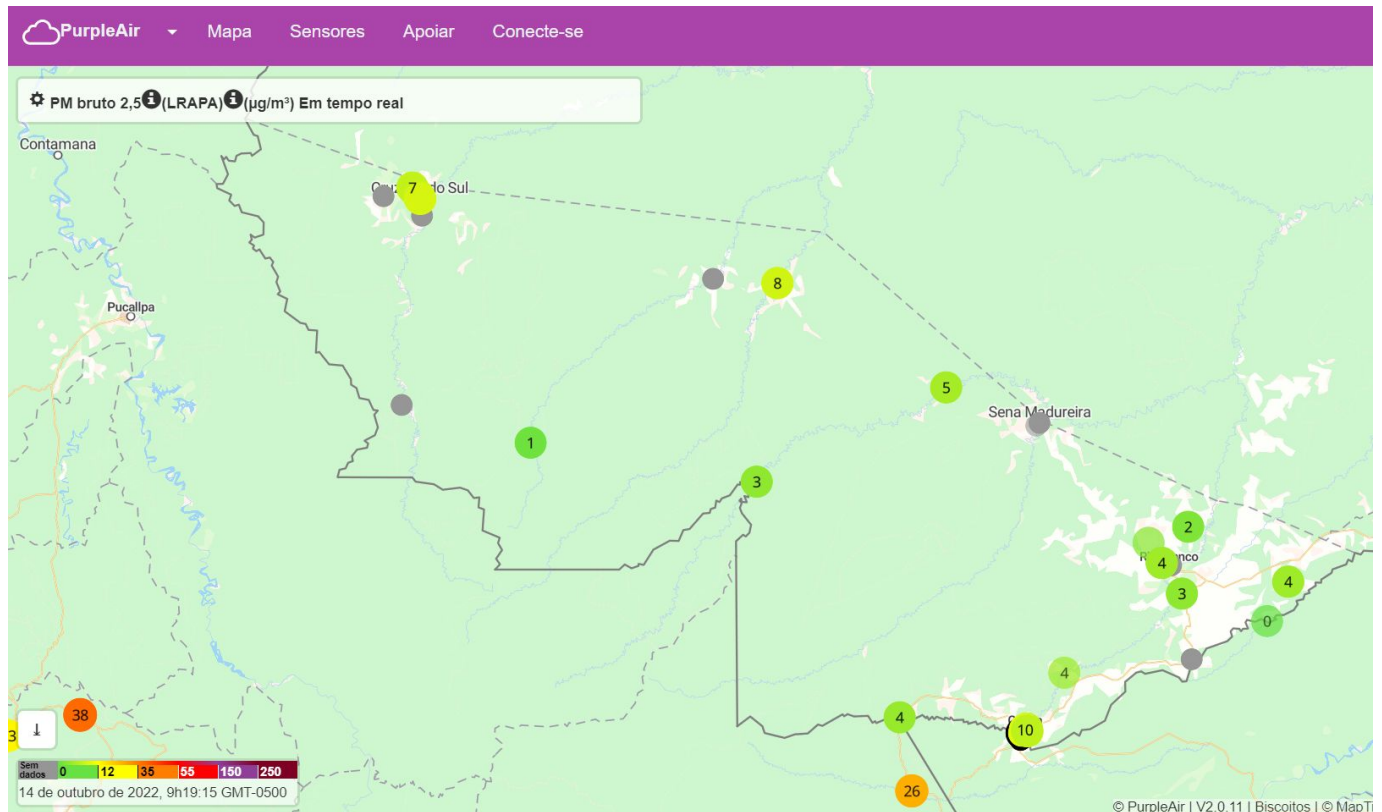 PurpleAir Mapa Sensores Apoiar Conecte-se
PM bruto 2,5 (LRAPA) (µg/m³) Em tempo real
Contamana
7
do Sul
Pucallpa
8
5
Sena Madureira
1
3
2
4
3
4
0
4
38
3
4
10
26
Sem dados 0 12 35 55 150 250
14 de outubro de 2022, 9h19:15 GMT-0500
© PurpleAir | V2.0.11 | Biscoitos | © MapTi